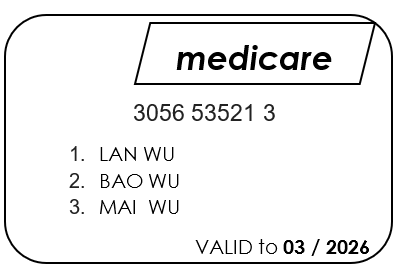 medicare
3056 53521 3
1. LAN WU
2. BAO WU
3. MAI WU
VALID to 03 / 2026